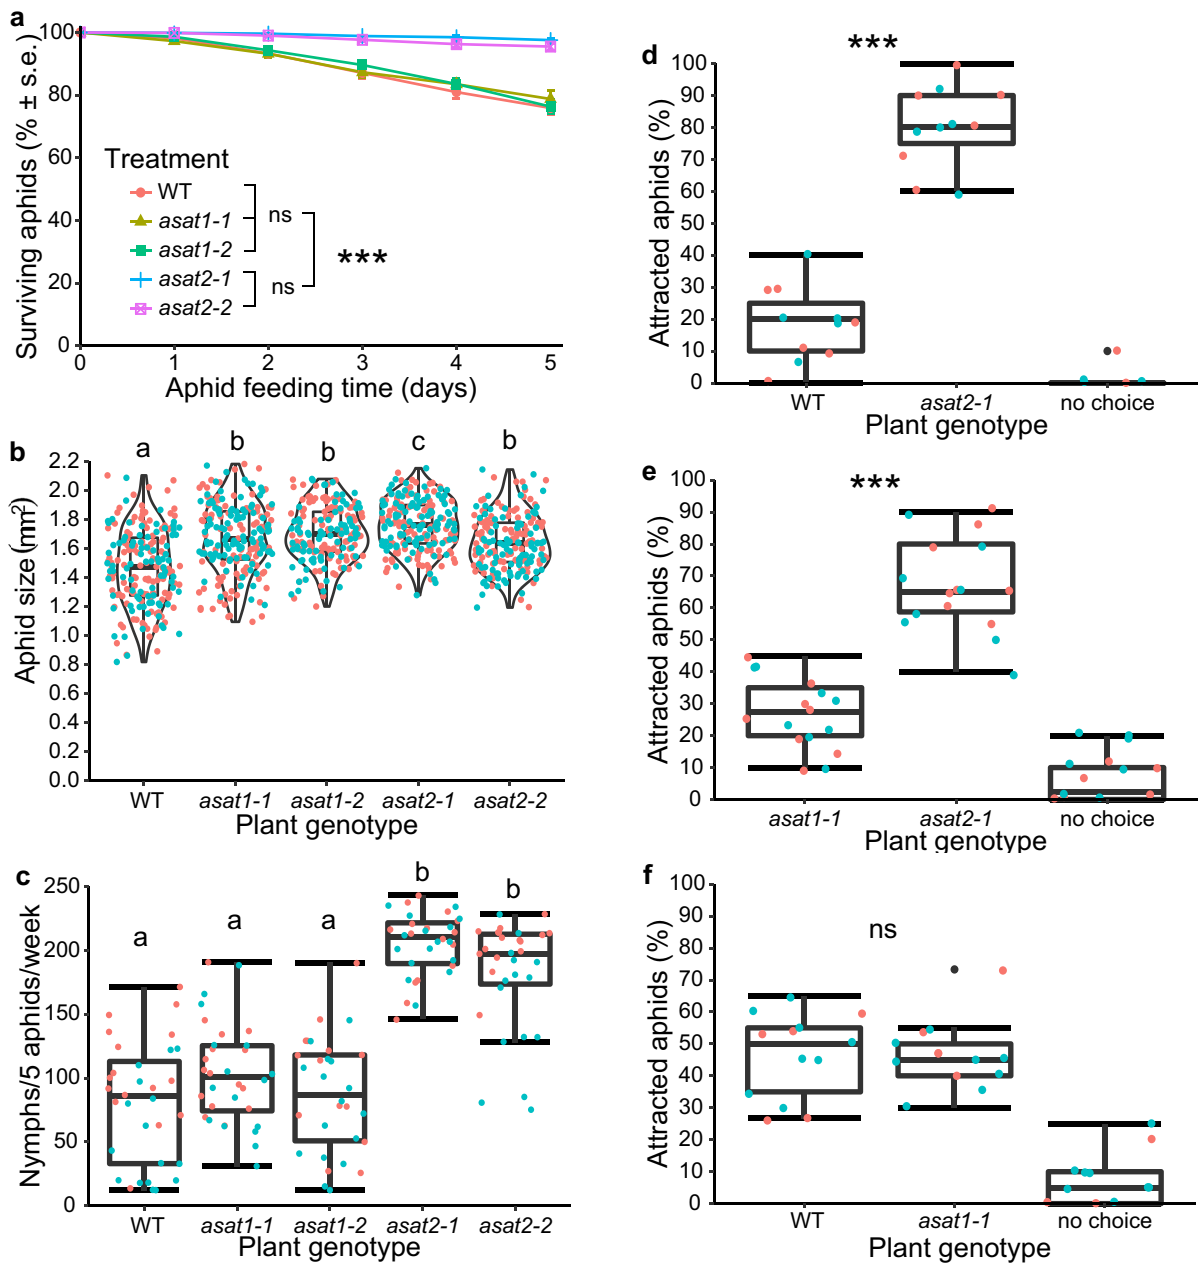 a
Surviving aphids (% ± s.e.)
100
80
60
40
20
0
Treatment
WT
asat1-1
asat1-2
asat2-1
asat2-2
ns
ns
***
0 1 2 3 4 5
Aphid feeding time (days)
b
Aphid size (mm²)
2.2
2.0
1.8
1.6
1.4
1.2
1.0
0.8
0.6
0.4
0.2
0.0
a b b c b
WT asat1-1 asat1-2 asat2-1 asat2-2
Plant genotype
c
Nymphs/5 aphids/week
250
200
150
100
50
0
a a a b b
WT asat1-1 asat1-2 asat2-1 asat2-2
Plant genotype
d
Attracted aphids (%)
100
90
80
70
60
50
40
30
20
10
0
***
WT asat2-1 no choice
Plant genotype
e
Attracted aphids (%)
100
90
80
70
60
50
40
30
20
10
0
***
asat1-1 asat2-1 no choice
Plant genotype
f
Attracted aphids (%)
100
90
80
70
60
50
40
30
20
10
0
ns
WT asat1-1 no choice
Plant genotype